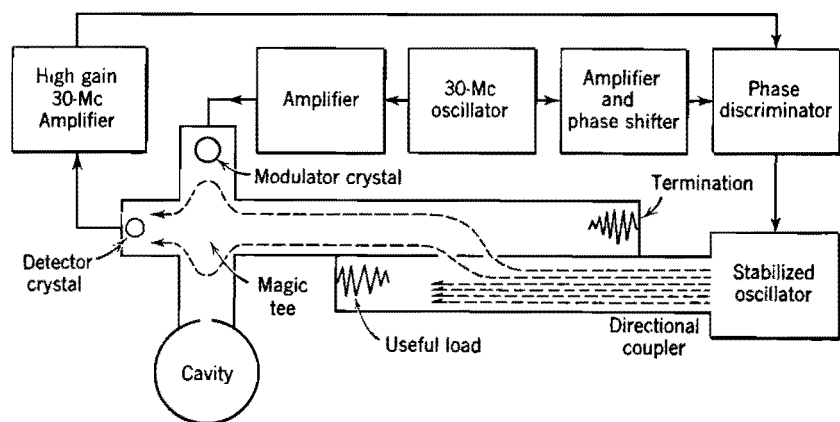 High gain
30-Mc
Amplifier
Amplifier
30-Mc
oscillator
Amplifier
and
phase shifter
Phase
discriminator
Modulator crystal
Termination
Detector
crystal
Magic
tee
Useful load
Directional
coupler
Stabilized
oscillator
Cavity